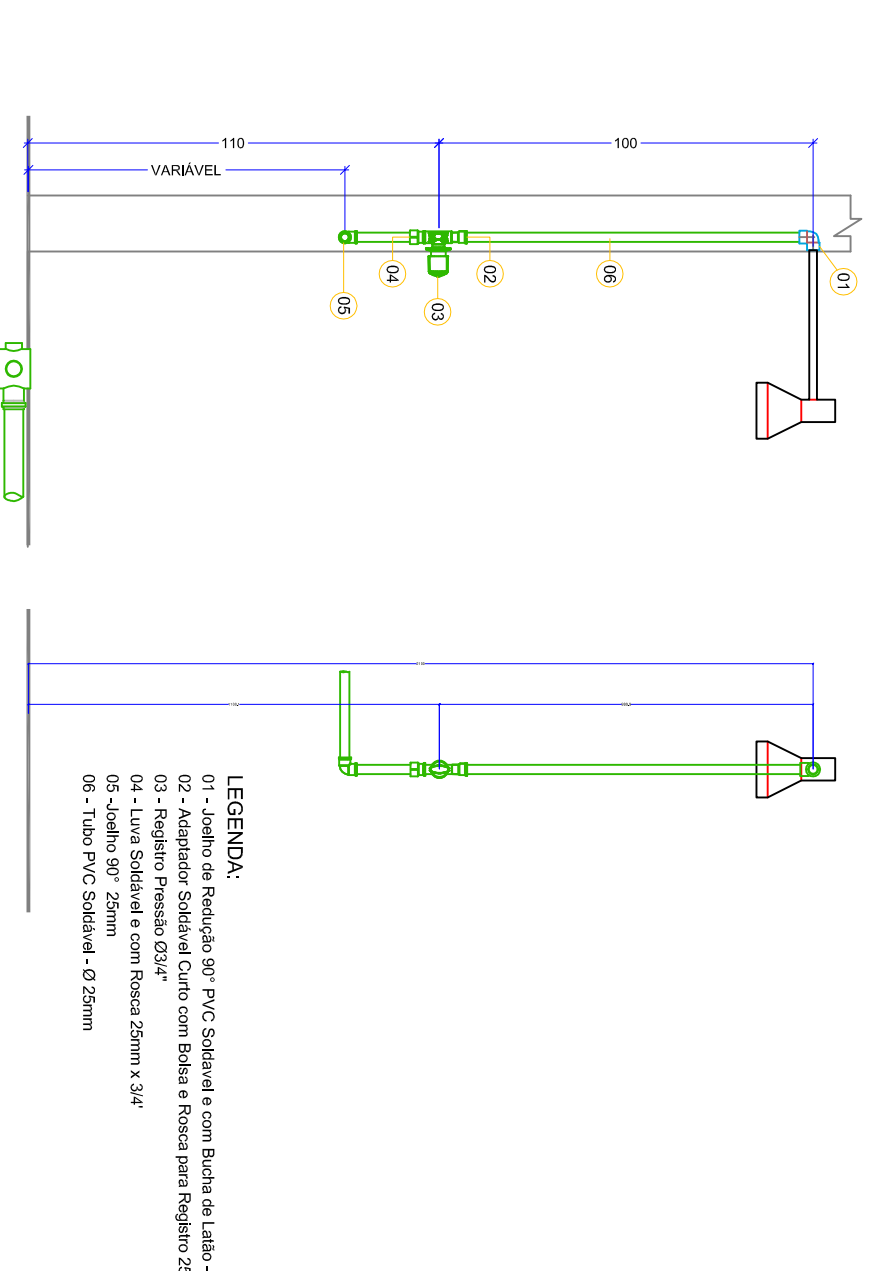 110
100
VARIÁVEL
01
02
06
04
03
05
LEGENDA:
01 - Joelho de Redução 90° PVC Soldavel e com Bucha de Latão -
02 - Adaptador Soldável Curto com Bolsa e Rosca para Registro 25
03 - Registro Pressão Ø3/4"
04 - Luva Soldável e com Rosca 25mm x 3/4'
05 -Joelho 90° 25mm
06 - Tubo PVC Soldável - Ø 25mm